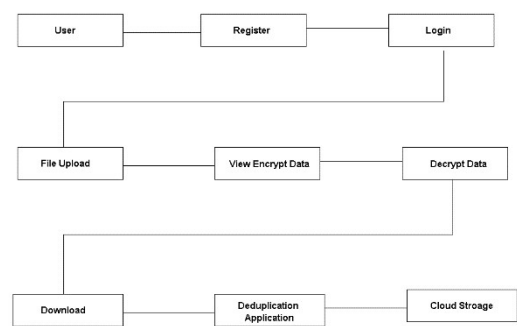 User
Register
Login
File Upload
View Encrypt Data
Decrypt Data
Download
Deduplication
Application
Cloud Stroage